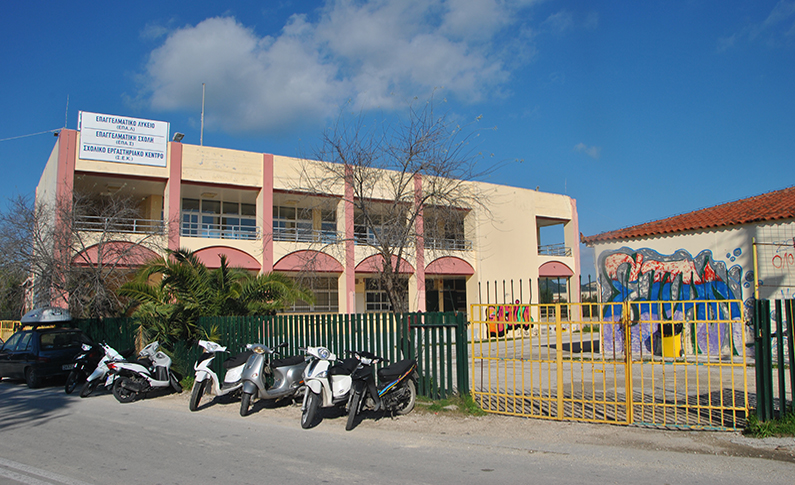 ΕΠΑΓΓΕΛΜΑΤΙΚΟ ΛΥΚΕΙΟ
(ΕΠΑ.Λ)
ΕΠΑΓΓΕΛΜΑΤΙΚΗ ΣΧΟΛΗ
(ΕΠΑ.Σ)
ΣΧΟΛΙΚΟ ΕΡΓΑΣΤΗΡΙΑΚΟ ΚΕΝΤΡΟ
(Σ.Ε.Κ)